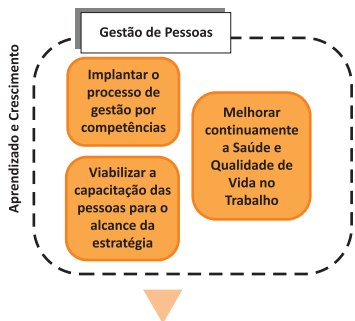 Gestão de Pessoas
Aprendizado e Crescimento
Implantar o
processo de
gestão por
competências
Viabilizar a
capacitação das
pessoas para o
alcance da
estratégia
Melhorar
continuamente
a Saúde e
Qualidade de
Vida no
Trabalho